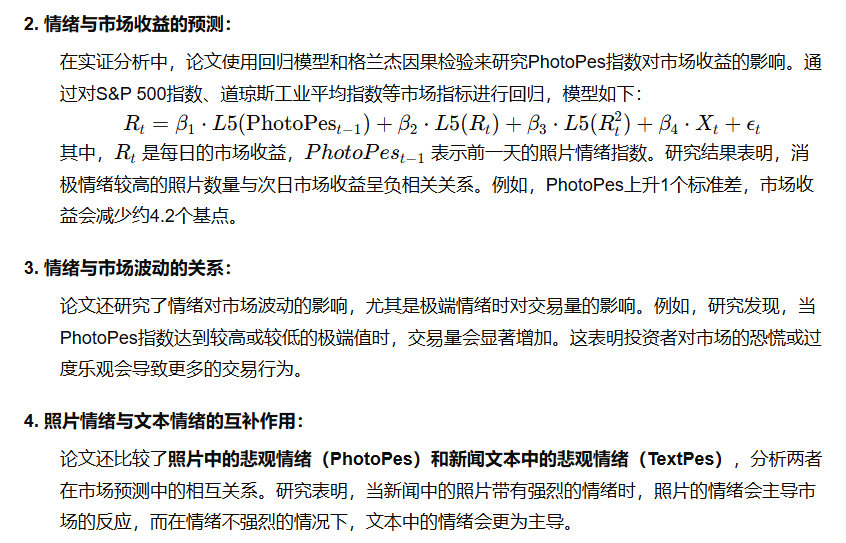 2. 情绪与市场收益的预测：
在实证分析中，论文使用回归模型和格兰杰因果检验来研究PhotoPes指数对市场收益的影响。通
过对S&P 500指数、道琼斯工业平均指数等市场指标进行回归，模型如下：
R_t = β_1 · L5(PhotoPes_{t−1}) + β_2 · L5(R_t) + β_3 · L5(R_t^2) + β_4 · X_t + ϵ_t
其中，R_t 是每日的市场收益，PhotoPes_{t−1} 表示前一天的照片情绪指数。研究结果表明，消
极情绪较高的照片数量与次日市场收益呈负相关关系。例如，PhotoPes上升1个标准差，市场收
益会减少约4.2个基点。
3. 情绪与市场波动的关系：
论文还研究了情绪对市场波动的影响，尤其是极端情绪时对交易量的影响。例如，研究发现，当
PhotoPes指数达到较高或较低的极端值时，交易量会显著增加。这表明投资者对市场的恐慌或过
度乐观会导致更多的交易行为。
4. 照片情绪与文本情绪的互补作用：
论文还比较了照片中的悲观情绪（PhotoPes）和新闻文本中的悲观情绪（TextPes），分析两者
在市场预测中的相互关系。研究表明，当新闻中的照片带有强烈的情绪时，照片的情绪会主导市
场的反应，而在情绪不强烈的情况下，文本中的情绪会更为主导。